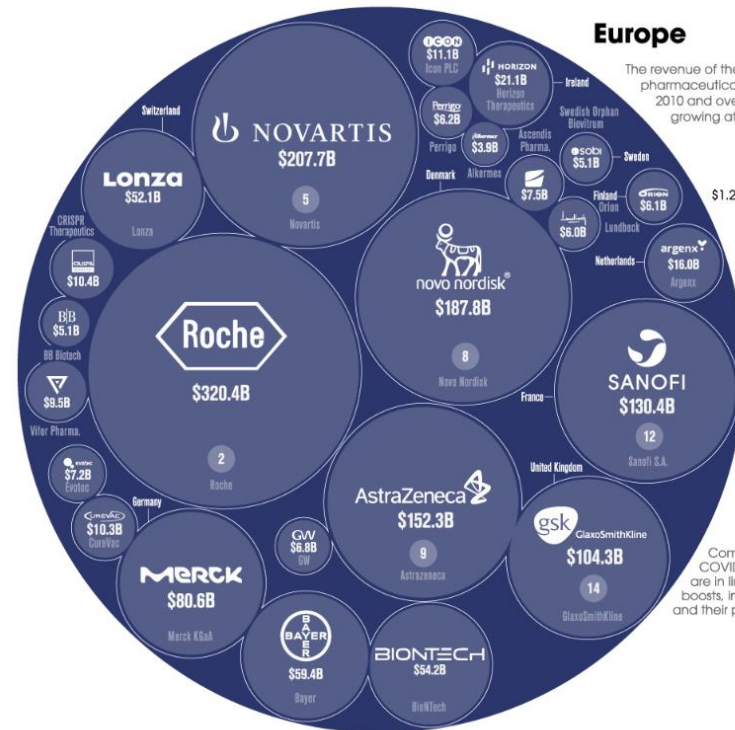 Europe
The revenue of the
pharmaceutica
2010 and ove
growing at
$1.2
ICON
$11.1B
Icon PLC
HORIZON
$21.1B
Horizon
Therapeutics
Ireland
Perrigo
$6.2B
Perrigo
Alkermes
$3.9B
Alkermes
Switzerland
NOVARTIS
$207.7B
5
Novartis
Lonza
$52.1B
Lonza
CRISPR
Therapeutics
CRISPR
$10.4B
B|B
$5.1B
BB Biotech
$9.5B
Vifor Pharma.
Roche
$320.4B
2
Roche
Denmark
novo nordisk®
$187.8B
8
Novo Nordisk
Ascendis
Pharma.
$7.5B
Lundbeck
$6.0B
Lundbock
Swedish Orphan
Biovitrum
sobi
$5.1B
Sweden
Finland
Orion
ORION
$6.1B
Netherlands
argenx
$16.0B
Argenx
France
SANOFI
$130.4B
12
Sanofi S.A.
United Kingdom
AstraZeneca
$152.3B
9
Astrazeneca
gsk
GlaxoSmithKline
$104.3B
14
GlaxoSmithKline
GW
$6.8B
GW
Germany
evotec
$7.2B
Evotec
CUREVAC
$10.3B
CureVac
MERCK
$80.6B
Merck KGaA
BAYER
BAYER
$59.4B
Bayer
BIONTECH
$54.2B
BioNTech
Com
COVID
are in li
boosts, in
and their p